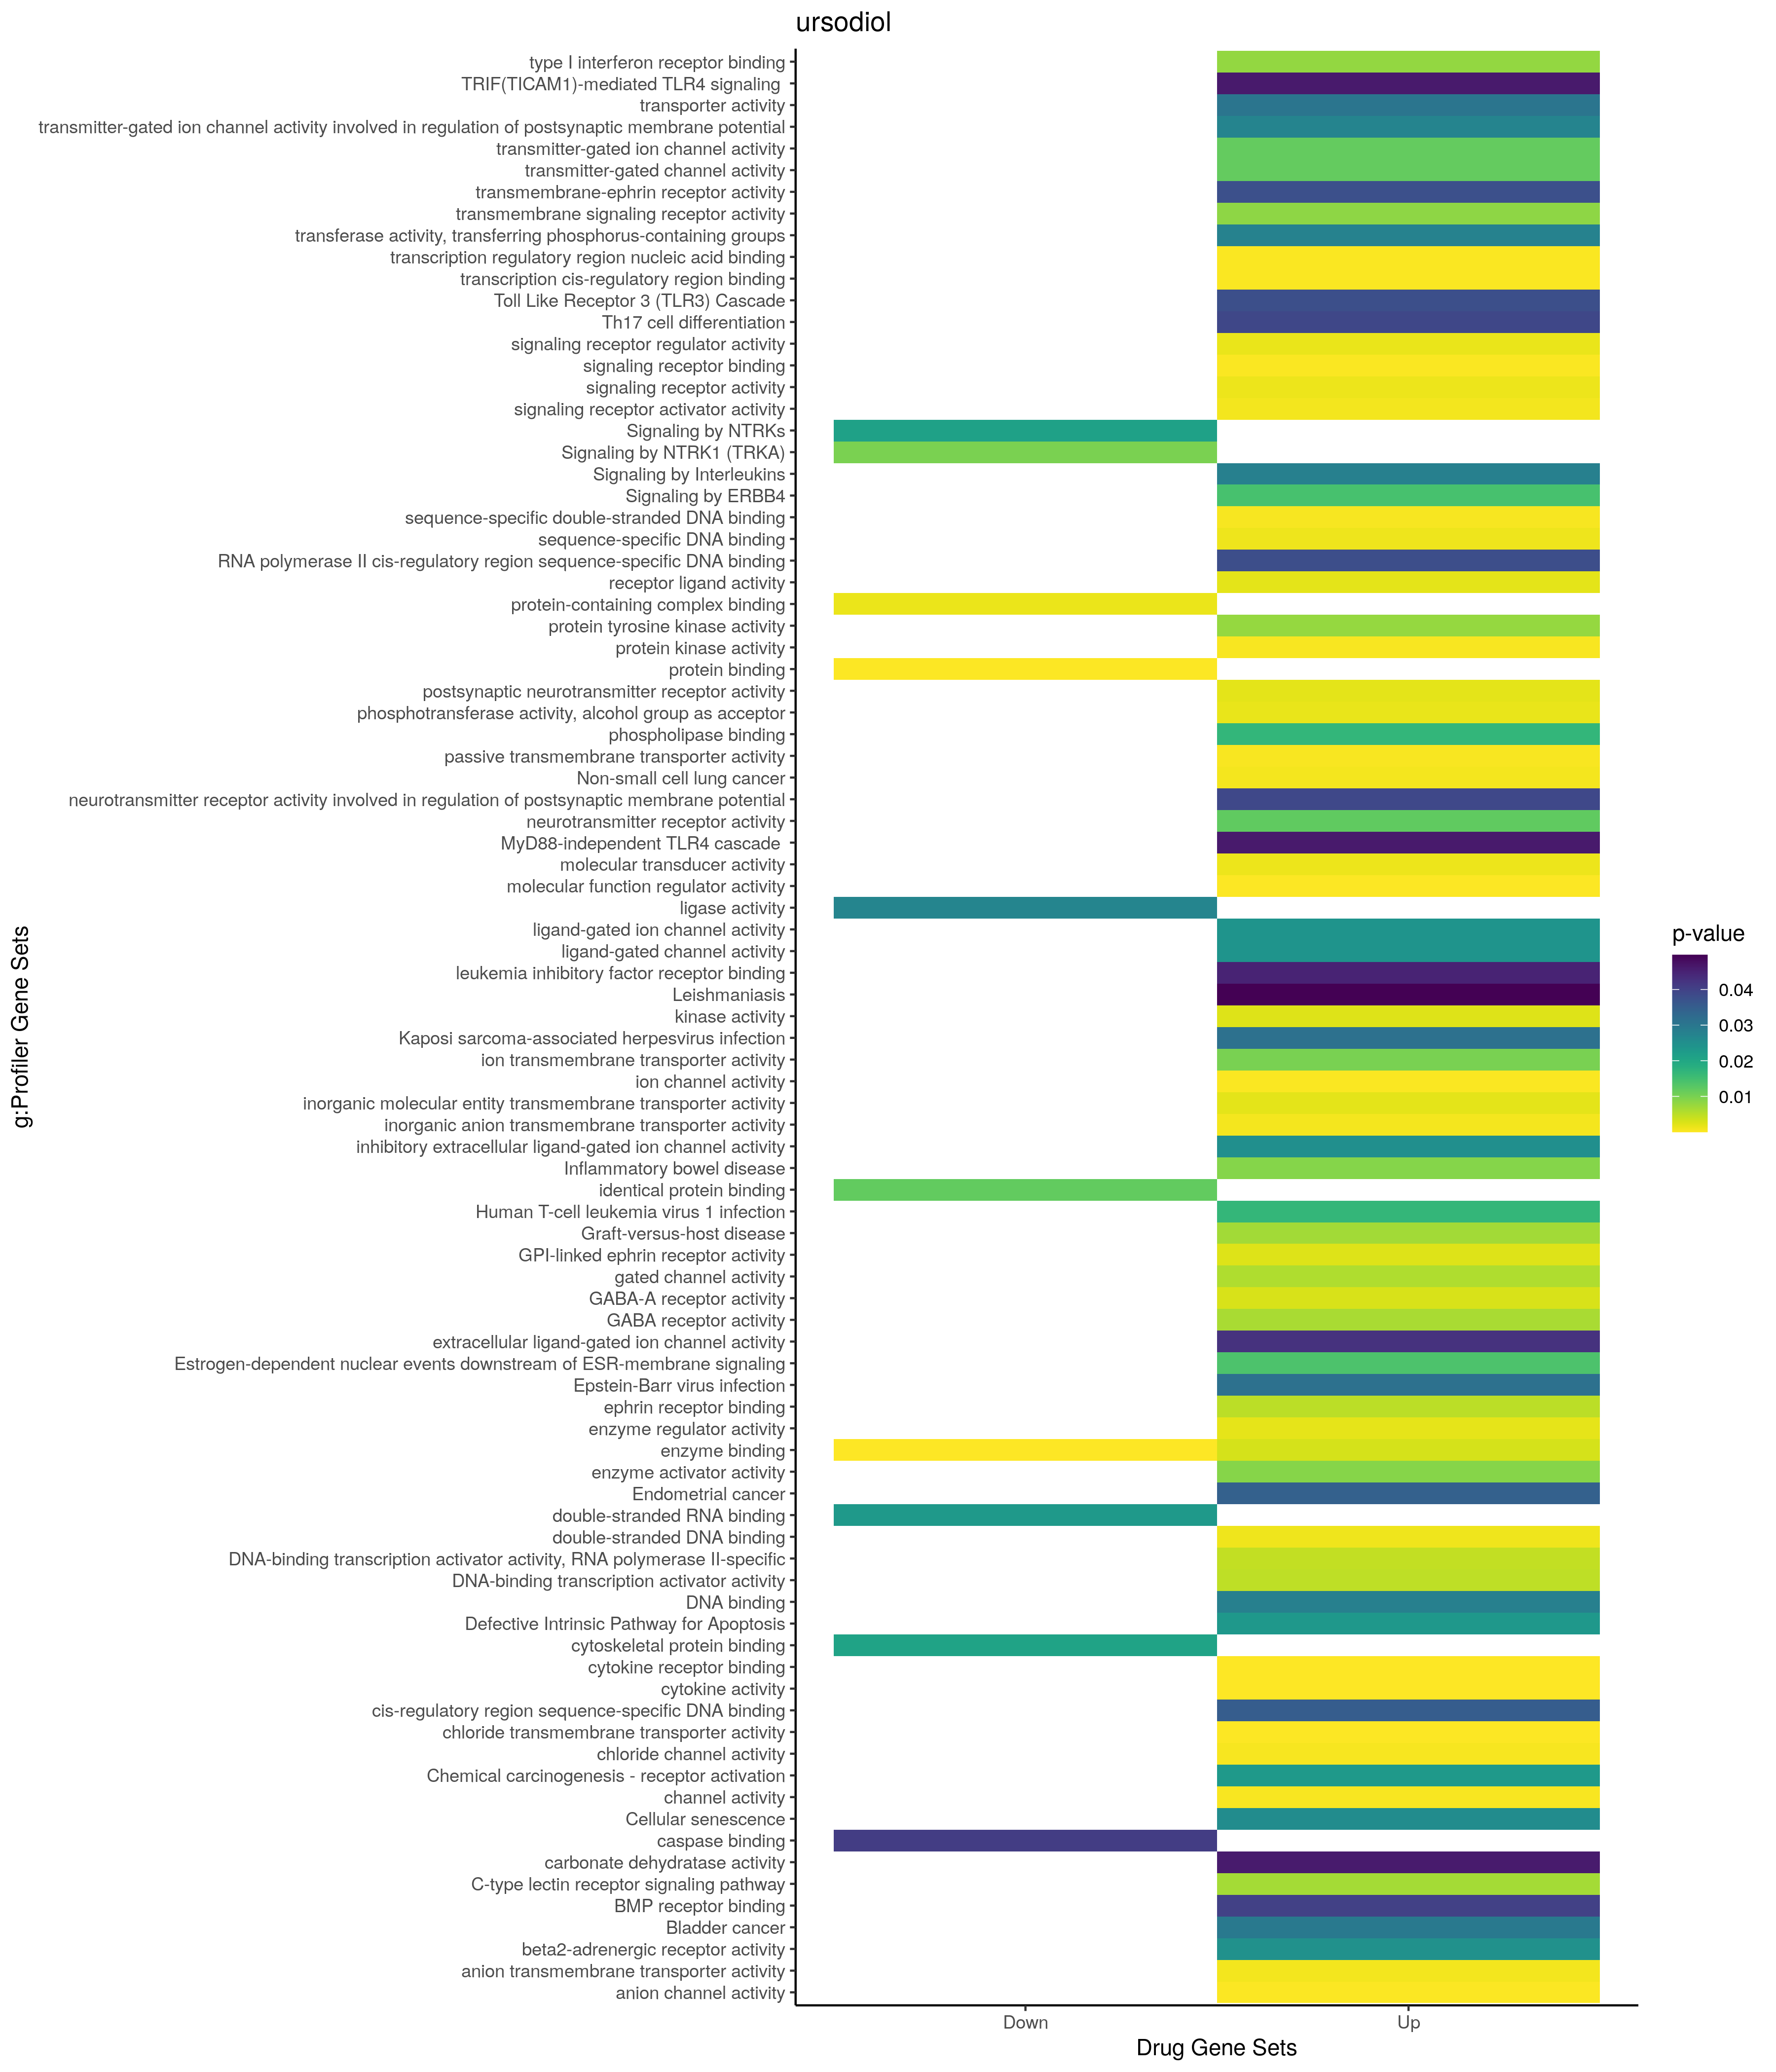 ursodiol
type I interferon receptor binding
TRIF(TICAM1)-mediated TLR4 signaling
transporter activity
transmitter-gated ion channel activity involved in regulation of postsynaptic membrane potential
transmitter-gated ion channel activity
transmitter-gated channel activity
transmembrane-ephrin receptor activity
transmembrane signaling receptor activity
transferase activity, transferring phosphorus-containing groups
transcription regulatory region nucleic acid binding
transcription cis-regulatory region binding
Toll Like Receptor 3 (TLR3) Cascade
Th17 cell differentiation
signaling receptor regulator activity
signaling receptor binding
signaling receptor activity
signaling receptor activator activity
Signaling by NTRKs
Signaling by NTRK1 (TRKA)
Signaling by Interleukins
Signaling by ERBB4
sequence-specific double-stranded DNA binding
sequence-specific DNA binding
RNA polymerase II cis-regulatory region sequence-specific DNA binding
receptor ligand activity
protein-containing complex binding
protein tyrosine kinase activity
protein kinase activity
protein binding
postsynaptic neurotransmitter receptor activity
phosphotransferase activity, alcohol group as acceptor
phospholipase binding
passive transmembrane transporter activity
Non-small cell lung cancer
neurotransmitter receptor activity involved in regulation of postsynaptic membrane potential
neurotransmitter receptor activity
MyD88-independent TLR4 cascade
molecular transducer activity
molecular function regulator activity
ligase activity
ligand-gated ion channel activity
ligand-gated channel activity
leukemia inhibitory factor receptor binding
Leishmaniasis
kinase activity
Kaposi sarcoma-associated herpesvirus infection
ion transmembrane transporter activity
ion channel activity
inorganic molecular entity transmembrane transporter activity
inorganic anion transmembrane transporter activity
inhibitory extracellular ligand-gated ion channel activity
Inflammatory bowel disease
identical protein binding
Human T-cell leukemia virus 1 infection
Graft-versus-host disease
GPI-linked ephrin receptor activity
gated channel activity
GABA-A receptor activity
GABA receptor activity
extracellular ligand-gated ion channel activity
Estrogen-dependent nuclear events downstream of ESR-membrane signaling
Epstein-Barr virus infection
ephrin receptor binding
enzyme regulator activity
enzyme binding
enzyme activator activity
Endometrial cancer
double-stranded RNA binding
double-stranded DNA binding
DNA-binding transcription activator activity, RNA polymerase II-specific
DNA-binding transcription activator activity
DNA binding
Defective Intrinsic Pathway for Apoptosis
cytoskeletal protein binding
cytokine receptor binding
cytokine activity
cis-regulatory region sequence-specific DNA binding
chloride transmembrane transporter activity
chloride channel activity
Chemical carcinogenesis - receptor activation
channel activity
Cellular senescence
caspase binding
carbonate dehydratase activity
C-type lectin receptor signaling pathway
BMP receptor binding
Bladder cancer
beta2-adrenergic receptor activity
anion transmembrane transporter activity
anion channel activity
g:Profiler Gene Sets
Down
Up
Drug Gene Sets
p-value
0.04
0.03
0.02
0.01